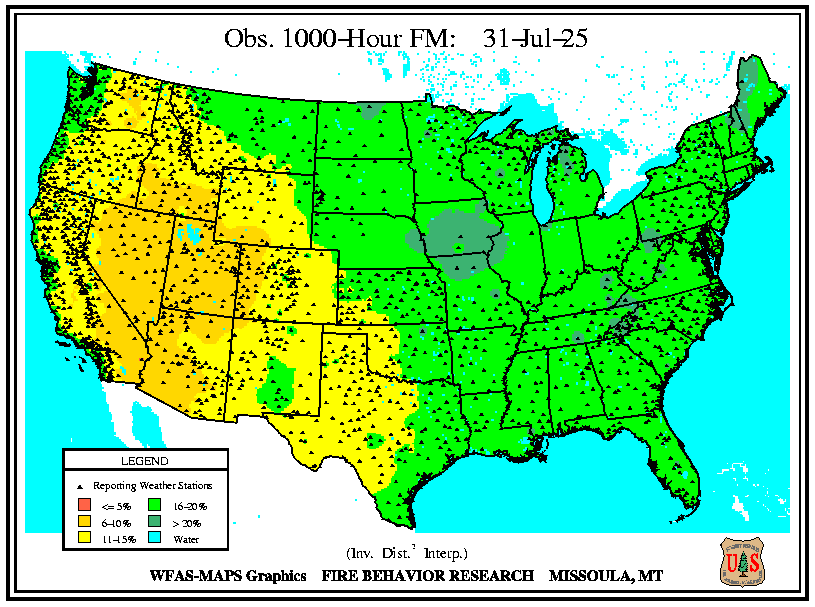 Obs. 1000-Hour FM: 31-Jul-25
LEGEND
Reporting Weather Stations
<= 5%
16-20%
6-10%
> 20%
11-15%
Water
(Inv. Dist.² Interp.)
WFAS-MAPS Graphics FIRE BEHAVIOR RESEARCH MISSOULA, MT
U S